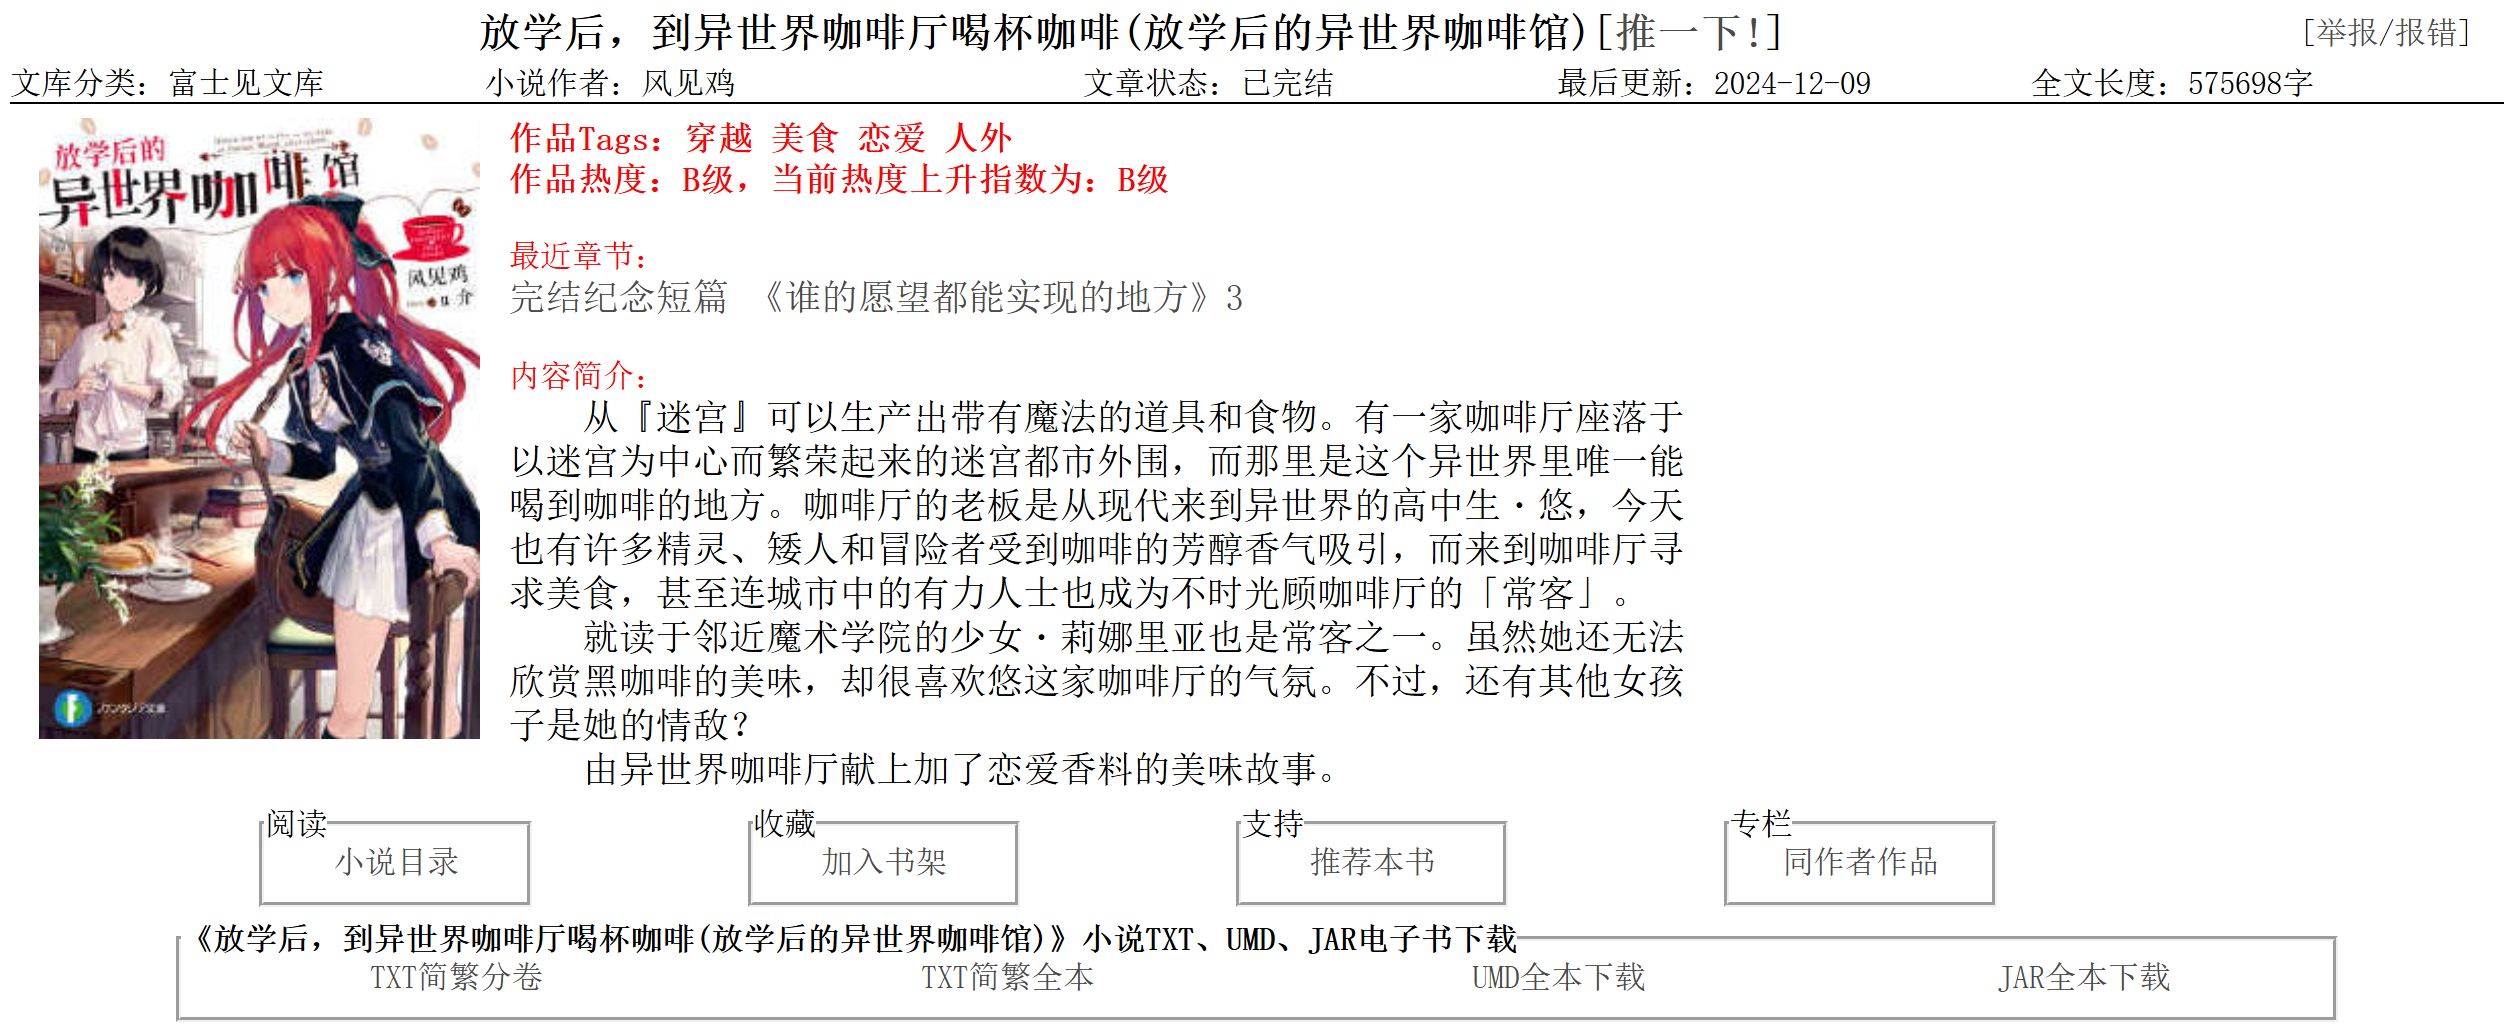 放学后，到异世界咖啡厅喝杯咖啡(放学后的异世界咖啡馆)[推一下!]
[举报/报错]
文库分类：富士见文库
小说作者：风见鸡
文章状态：已完结
最后更新：2024-12-09
全文长度：575698字
放学后的
异世界咖啡馆
风见鸡
介
ファンタジア文庫
作品Tags：穿越 美食 恋爱 人外
作品热度：B级，当前热度上升指数为：B级
最近章节：
完结纪念短篇 《谁的愿望都能实现的地方》3
内容简介：
从『迷宫』可以生产出带有魔法的道具和食物。有一家咖啡厅座落于
以迷宫为中心而繁荣起来的迷宫都市外围，而那里是这个异世界里唯一能
喝到咖啡的地方。咖啡厅的老板是从现代来到异世界的高中生·悠，今天
也有许多精灵、矮人和冒险者受到咖啡的芳醇香气吸引，而来到咖啡厅寻
求美食，甚至连城市中的有力人士也成为不时光顾咖啡厅的「常客」。
就读于邻近魔术学院的少女·莉娜里亚也是常客之一。虽然她还无法
欣赏黑咖啡的美味，却很喜欢悠这家咖啡厅的气氛。不过，还有其他女孩
子是她的情敌？
由异世界咖啡厅献上加了恋爱香料的美味故事。
阅读
小说目录
收藏
加入书架
支持
推荐本书
专栏
同作者作品
《放学后，到异世界咖啡厅喝杯咖啡(放学后的异世界咖啡馆)》小说TXT、UMD、JAR电子书下载
TXT简繁分卷
TXT简繁全本
UMD全本下载
JAR全本下载